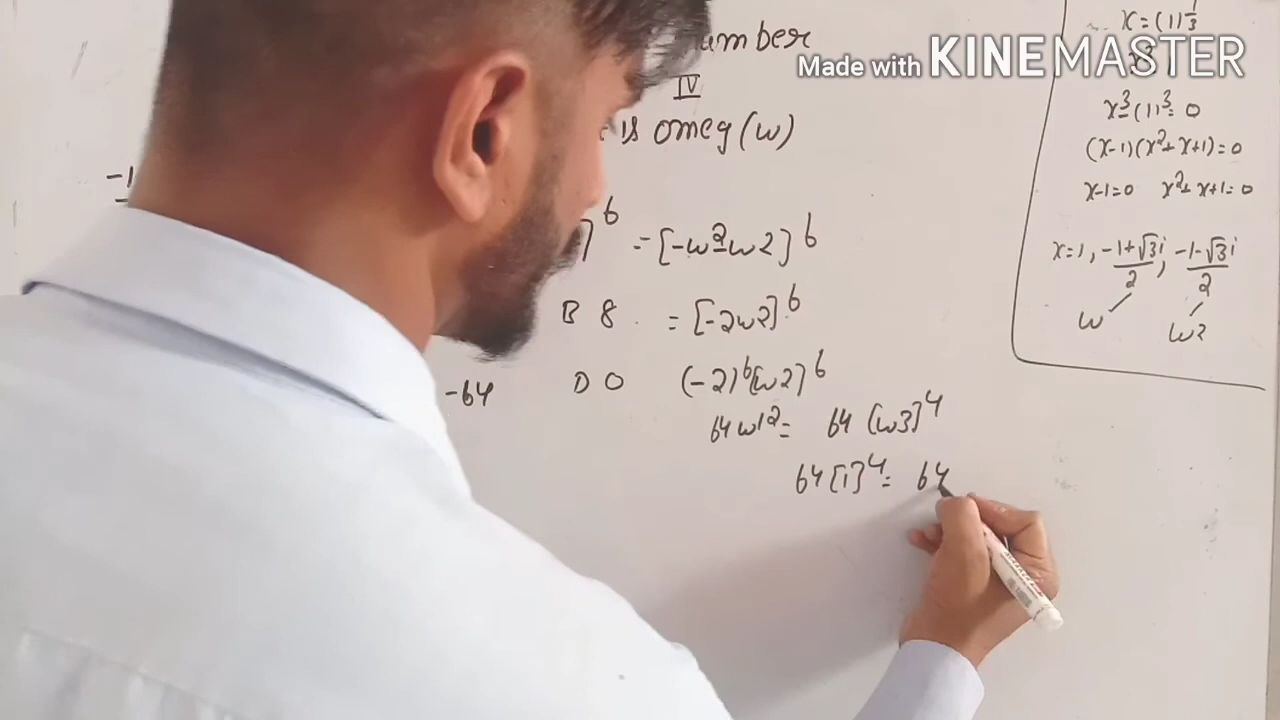 umber
Made with KINEMASTER
IV
is omeg (w)
-1
]⁶ = [-w²-w2]⁶
B 8 = [-2w2]⁶
-64 D 0 (-2)⁶(w2)⁶
64w12 = 64 [w3]⁴
64[1]⁴ = 64
x = (1)⅓
x³-(1)³ = 0
(x-1)(x²+x+1)=0
x-1=0 x²+x+1=0
x=1, -1+√3i/2, -1-√3i/2
w w2